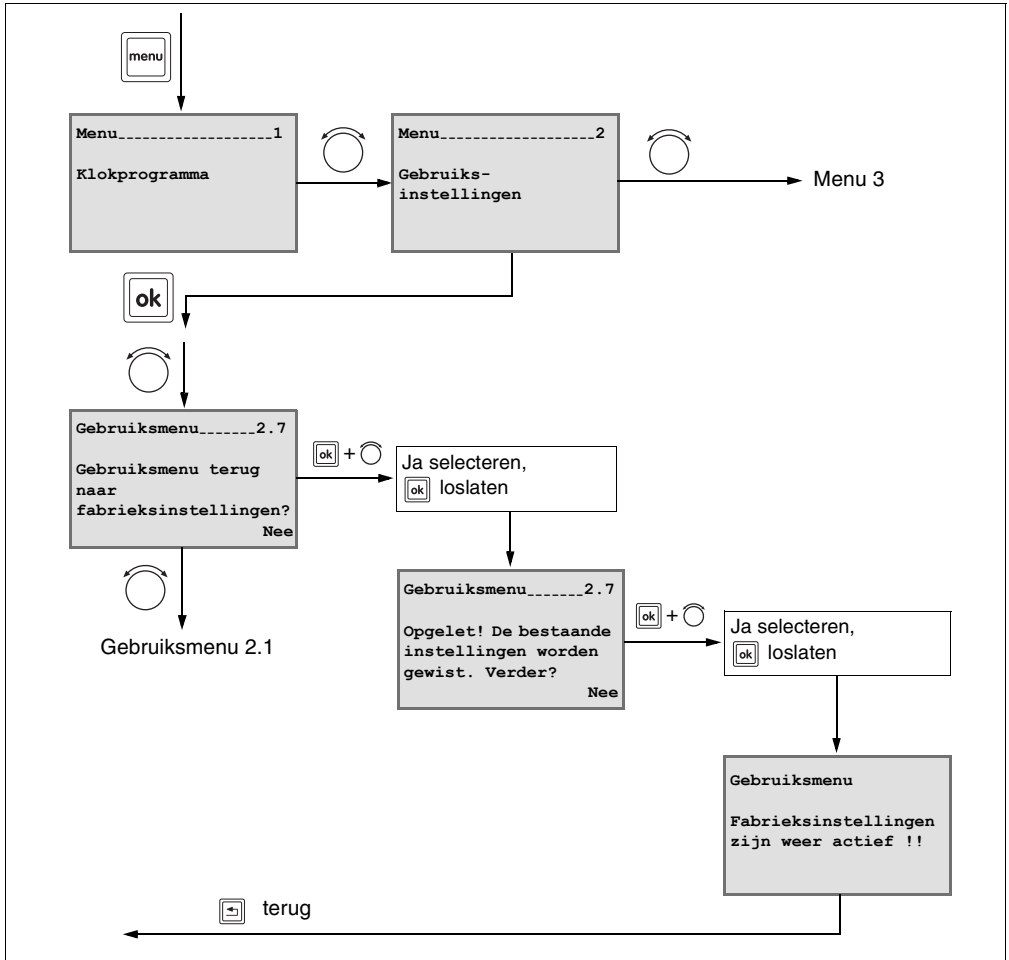 menu
Menu___________________1
Klokprogramma
Menu___________________2
Gebruiks-
instellingen
Menu 3
ok
Gebruiksmenu_______2.7
Gebruiksmenu terug
naar
fabrieksinstellingen?
Nee
ok +
Ja selecteren,
ok loslaten
Gebruiksmenu 2.1
Gebruiksmenu_______2.7
Opgelet! De bestaande
instellingen worden
gewist. Verder?
Nee
ok +
Ja selecteren,
ok loslaten
Gebruiksmenu
Fabrieksinstellingen
zijn weer actief !!
terug